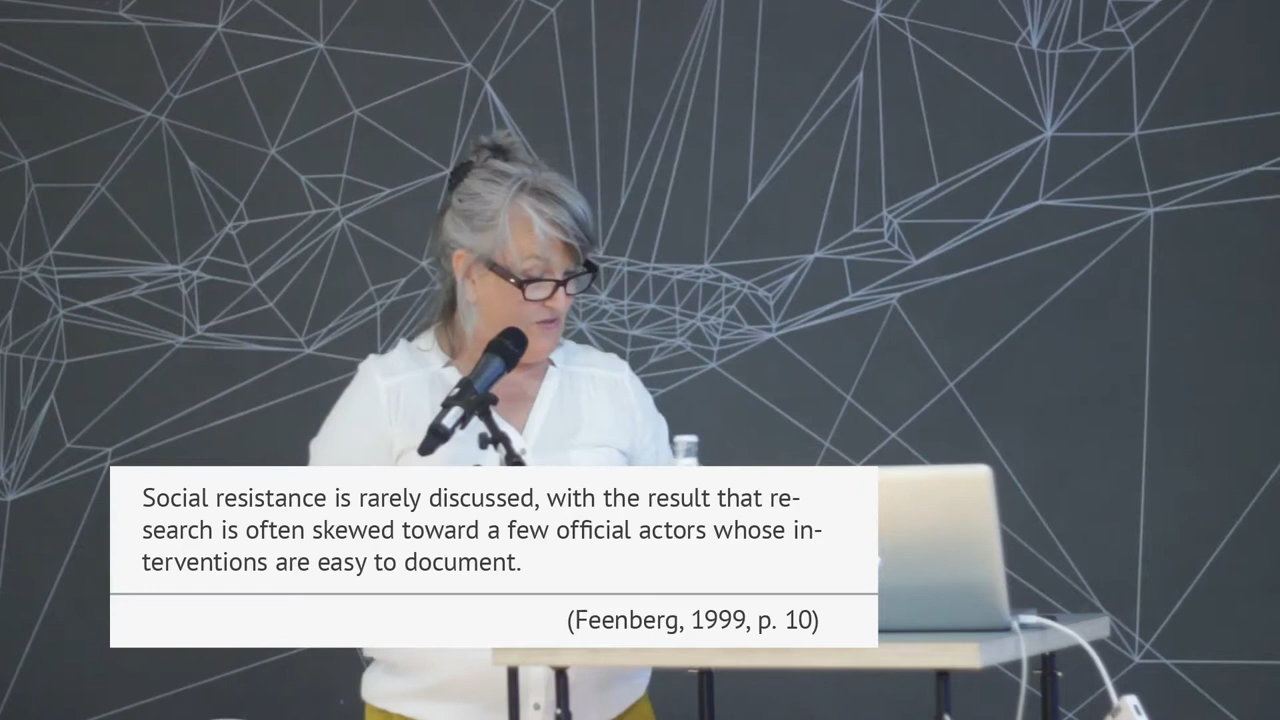 Social resistance is rarely discussed, with the result that re-
search is often skewed toward a few official actors whose in-
terventions are easy to document.
(Feenberg, 1999, p. 10)